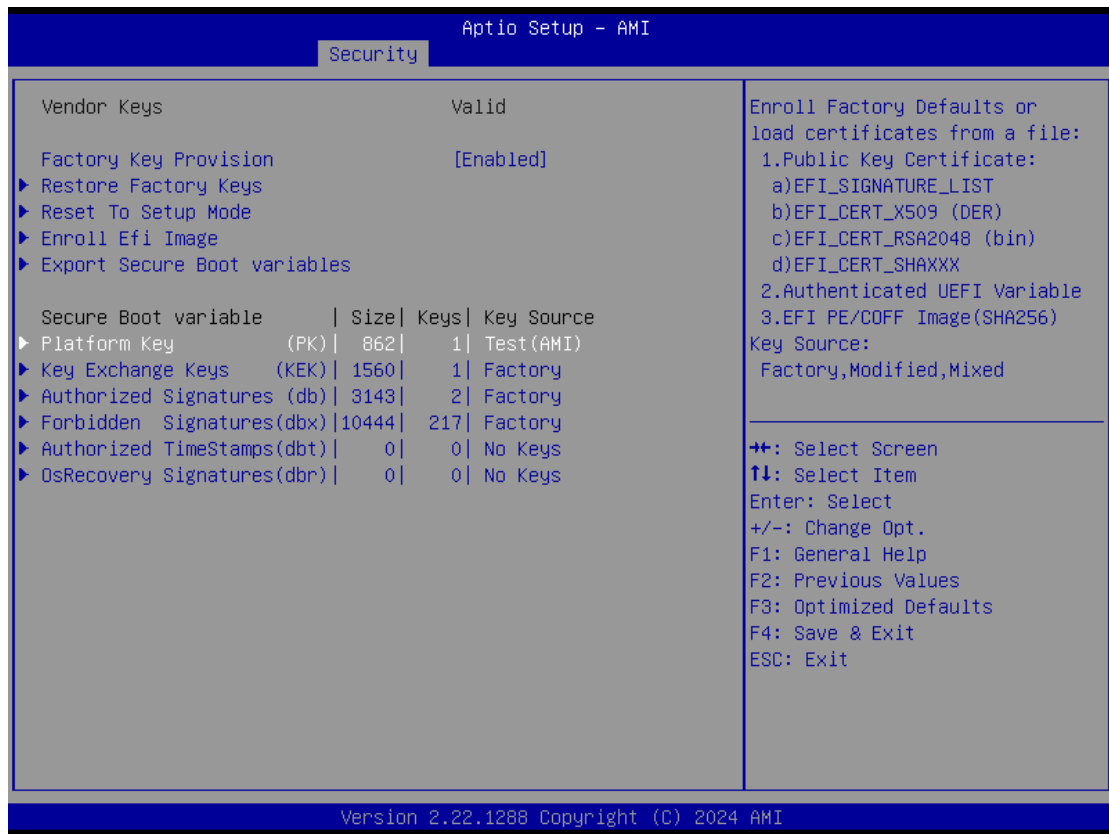 Aptio Setup - AMI
Security
Vendor Keys Valid
Factory Key Provision [Enabled]
▶ Restore Factory Keys
▶ Reset To Setup Mode
▶ Enroll Efi Image
▶ Export Secure Boot variables
Secure Boot variable | Size| Keys| Key Source
▶ Platform Key (PK)| 862| 1| Test(AMI)
▶ Key Exchange Keys (KEK)| 1560| 1| Factory
▶ Authorized Signatures (db)| 3143| 2| Factory
▶ Forbidden Signatures(dbx)|10444| 217| Factory
▶ Authorized TimeStamps(dbt)| 0| 0| No Keys
▶ OsRecovery Signatures(dbr)| 0| 0| No Keys
Enroll Factory Defaults or
load certificates from a file:
1.Public Key Certificate:
a)EFI_SIGNATURE_LIST
b)EFI_CERT_X509 (DER)
c)EFI_CERT_RSA2048 (bin)
d)EFI_CERT_SHAXXX
2.Authenticated UEFI Variable
3.EFI PE/COFF Image(SHA256)
Key Source:
Factory,Modified,Mixed
→←: Select Screen
↑↓: Select Item
Enter: Select
+/-: Change Opt.
F1: General Help
F2: Previous Values
F3: Optimized Defaults
F4: Save & Exit
ESC: Exit
Version 2.22.1288 Copyright (C) 2024 AMI